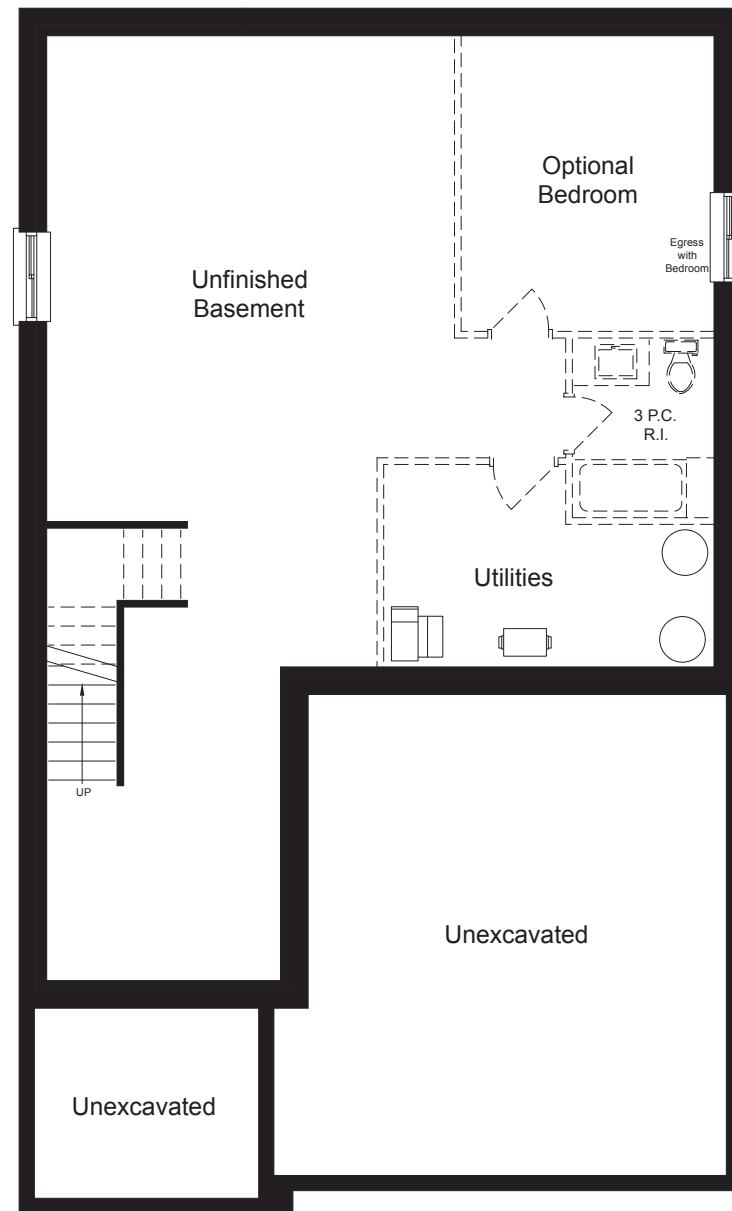 Optional
Bedroom
Egress
with
Bedroom
Unfinished
Basement
3 P.C.
R.I.
Utilities
UP
Unexcavated
Unexcavated